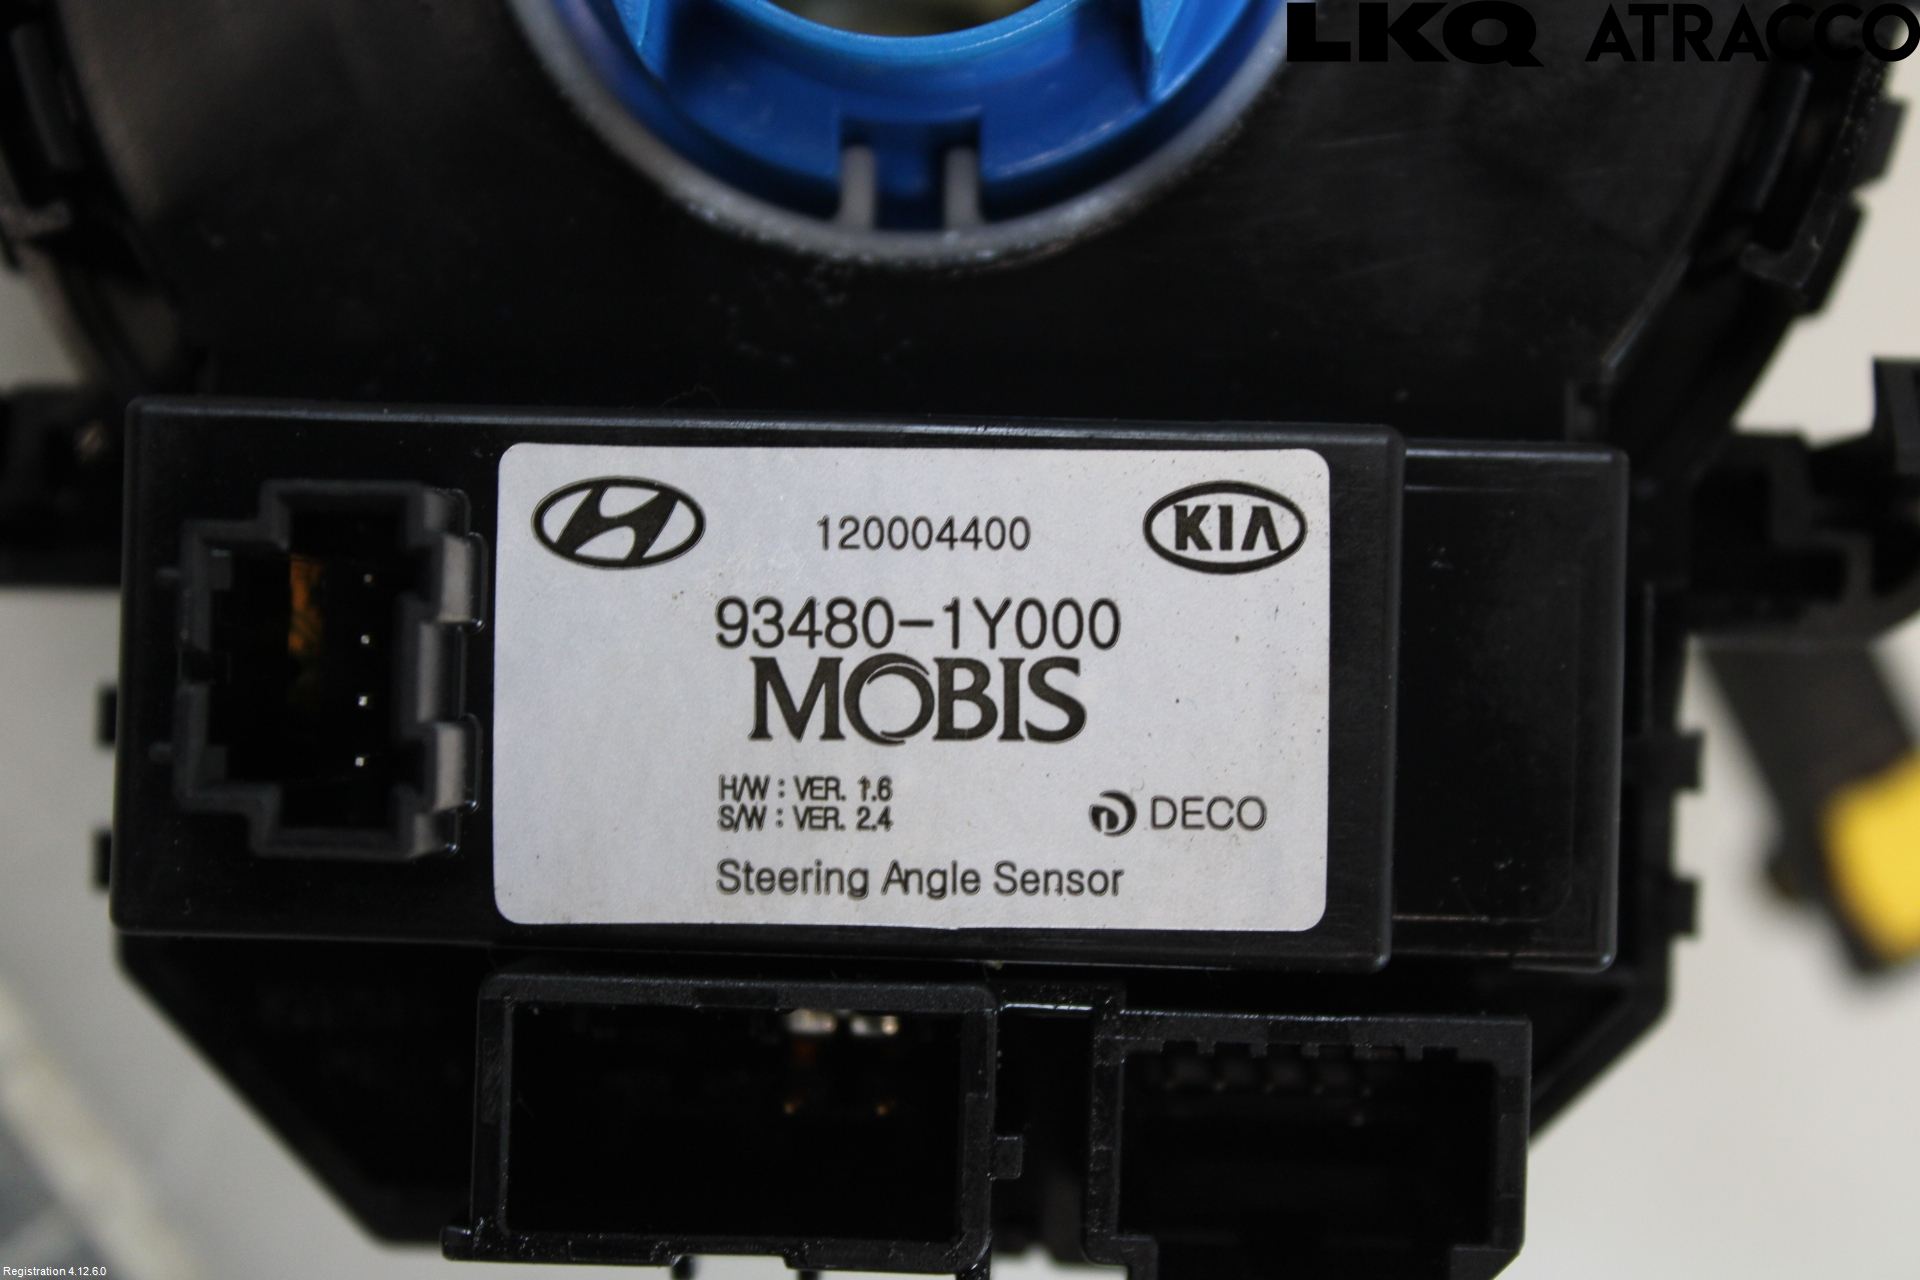 LKQ ATRACCO
120004400
KIA
93480-1Y000
MOBIS
H/W : VER. 1.6
S/W : VER. 2.4
DECO
Steering Angle Sensor
Registration 4.12.6.0